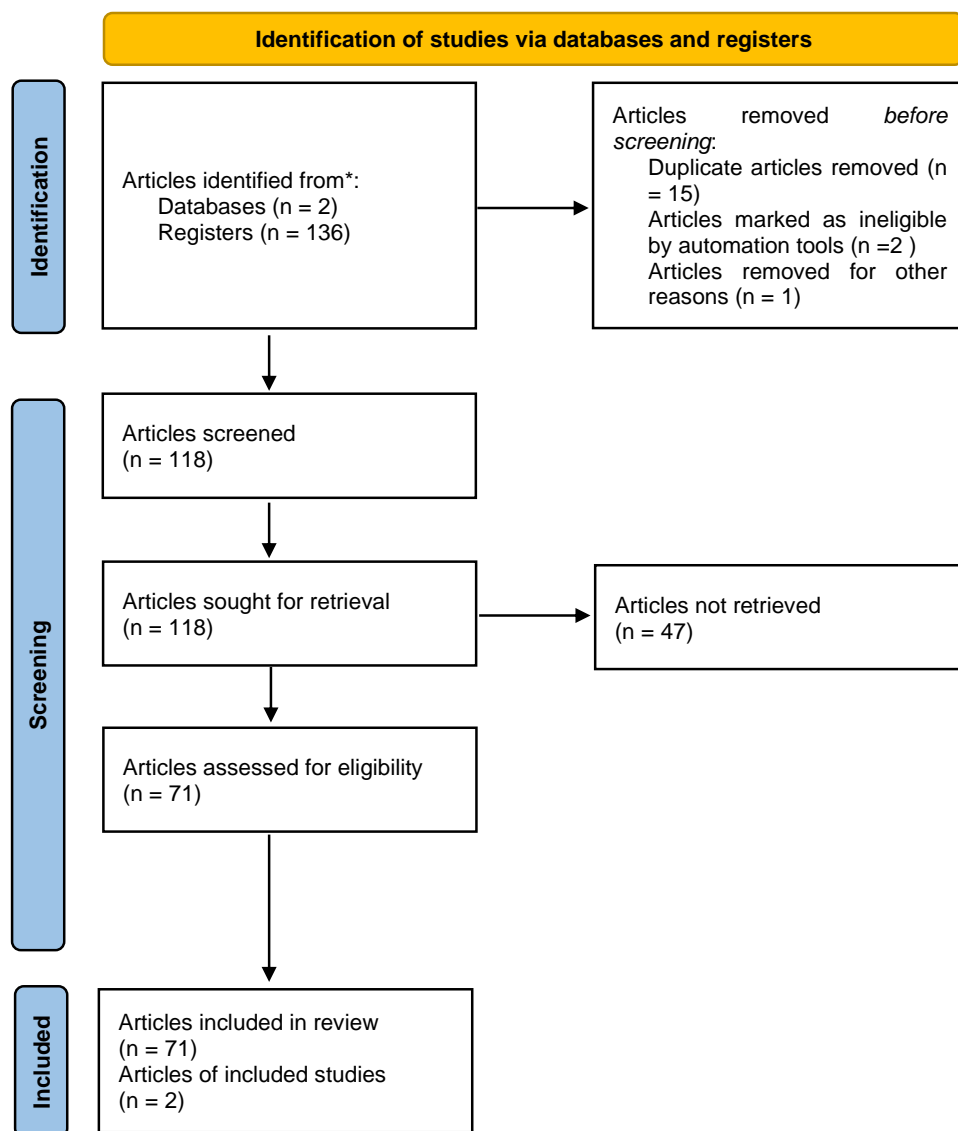 Identification of studies via databases and registers
Identification
Articles identified from*:
Databases (n = 2)
Registers (n = 136)
Articles removed before
screening:
Duplicate articles removed (n
= 15)
Articles marked as ineligible
by automation tools (n =2 )
Articles removed for other
reasons (n = 1)
Screening
Articles screened
(n = 118)
Articles sought for retrieval
(n = 118)
Articles not retrieved
(n = 47)
Articles assessed for eligibility
(n = 71)
Included
Articles included in review
(n = 71)
Articles of included studies
(n = 2)